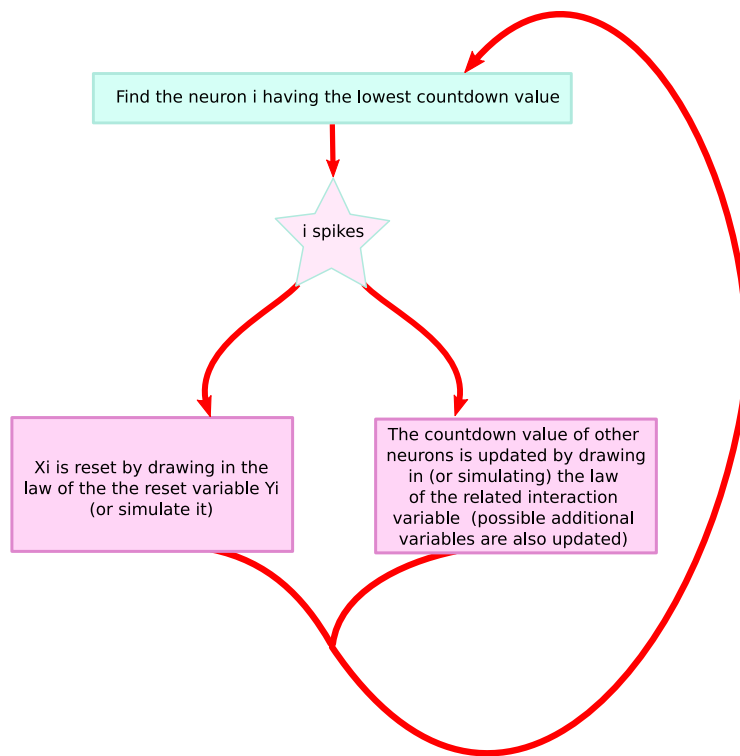 Find the neuron i having the lowest countdown value
i spikes
Xi is reset by drawing in the
law of the the reset variable Yi
(or simulate it)
The countdown value of other
neurons is updated by drawing
in (or simulating) the law
of the related interaction
variable  (possible additional
variables are also updated)